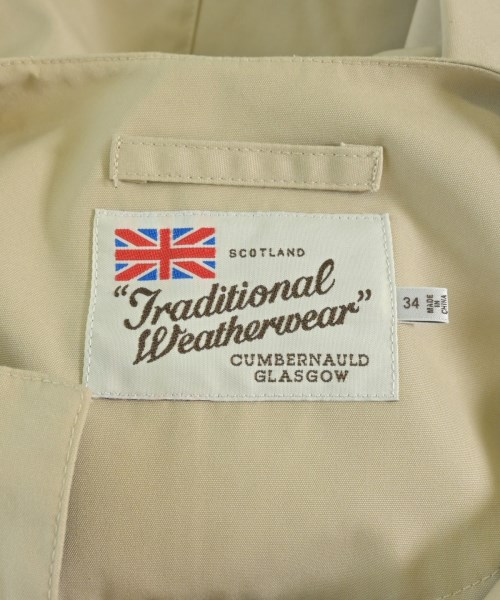 SCOTLAND
"Traditional
Weatherwear"
CUMBERNAULD
GLASGOW
34
MADE
IN
CHINA